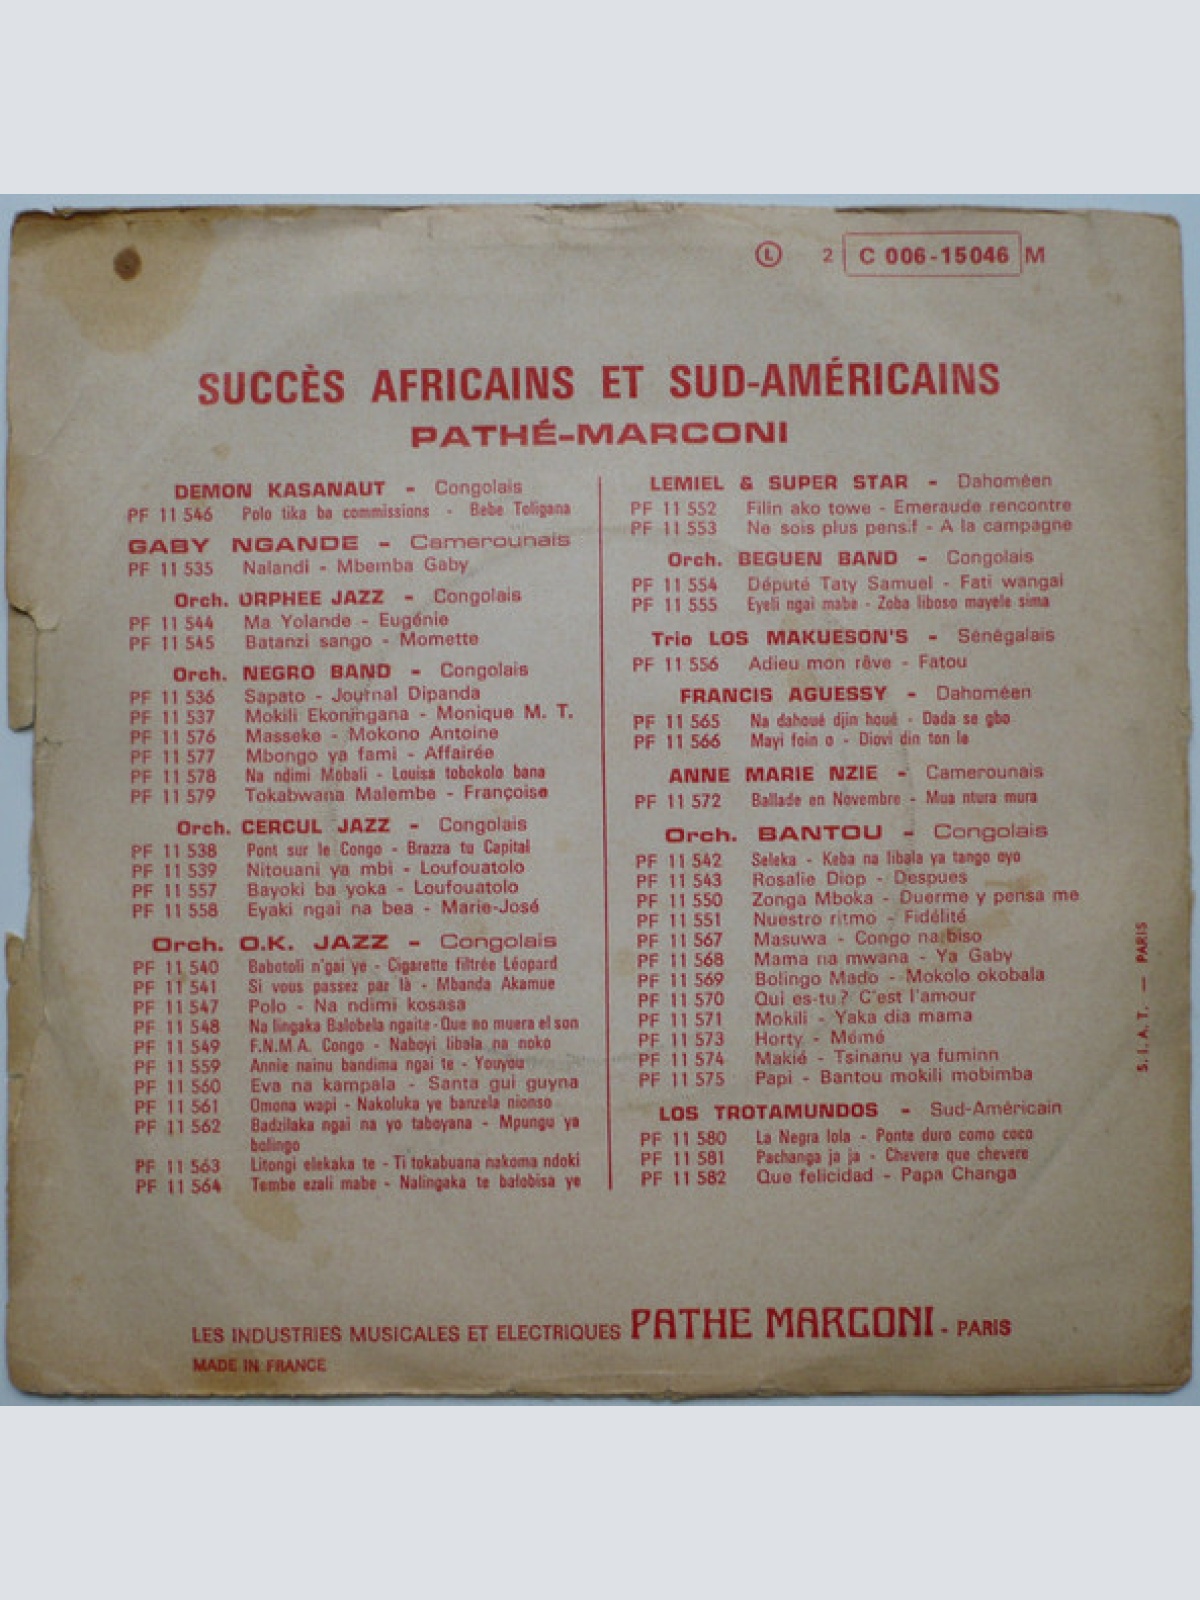 Ⓛ 2 C 006-15046 M
SUCCÈS AFRICAINS ET SUD-AMÉRICAINS
PATHÉ-MARCONI
DEMON KASANAUT - Congolais
PF 11 546 Polo tika ba commissions - Bebe Toligana
GABY NGANDE - Camerounais
PF 11 535 Nalandi - Mbemba Gaby
Orch. ORPHEE JAZZ - Congolais
PF 11 544 Ma Yolande - Eugénie
PF 11 545 Batanzi sango - Momette
Orch. NEGRO BAND - Congolais
PF 11 536 Sapato - Journal Dipanda
PF 11 537 Mokili Ekoningana - Monique M. T.
PF 11 576 Masseke - Mokono Antoine
PF 11 577 Mbongo ya fami - Affairée
PF 11 578 Na ndimi Mobali - Louisa tobokolo bana
PF 11 579 Tokabwana Malembe - Françoise
Orch. CERCUL JAZZ - Congolais
PF 11 538 Pont sur le Congo - Brazza tu Capital
PF 11 539 Nitouani ya mbi - Loufouatolo
PF 11 557 Bayoki ba yoka - Loufouatolo
PF 11 558 Eyaki ngai na bea - Marie-José
Orch. O.K. JAZZ - Congolais
PF 11 540 Babotoli n'gai ye - Cigarette filtrée Léopard
PF 11 541 Si vous passez par là - Mbanda Akamue
PF 11 547 Polo - Na ndimi kosasa
PF 11 548 Na lingaka Balobela ngaite - Que no muera el son
PF 11 549 F.N.M.A. Congo - Naboyi libala na noko
PF 11 559 Annie nainu bandima ngai te - Youyou
PF 11 560 Eva na kampala - Santa gui guyna
PF 11 561 Omona wapi - Nakoluka ye banzela nionso
PF 11 562 Badzilaka ngai na yo taboyana - Mpungu ya
bolingo
PF 11 563 Litongi elekaka te - Ti tokabuana nakoma ndoki
PF 11 564 Tembe ezali mabe - Nalingaka te balobisa ye
LEMIEL & SUPER STAR - Dahoméen
PF 11 552 Filin ako towe - Emeraude rencontre
PF 11 553 Ne sois plus pens.f - A la campagne
Orch. BEGUEN BAND - Congolais
PF 11 554 Député Taty Samuel - Fati wangai
PF 11 555 Eyeli ngai mabe - Zoba liboso mayele sima
Trio LOS MAKUESON'S - Sénégalais
PF 11 556 Adieu mon rêve - Fatou
FRANCIS AGUESSY - Dahoméen
PF 11 565 Na dahoué djin houé - Dada se gbo
PF 11 566 Mayi foin o - Diovi din ton le
ANNE MARIE NZIE - Camerounais
PF 11 572 Ballade en Novembre - Mua ntura mura
Orch. BANTOU - Congolais
PF 11 542 Seleka - Keba na libala ya tango oyo
PF 11 543 Rosalie Diop - Despues
PF 11 550 Zonga Mboka - Duerme y pensa me
PF 11 551 Nuestro ritmo - Fidélité
PF 11 567 Masuwa - Congo na biso
PF 11 568 Mama na mwana - Ya Gaby
PF 11 569 Bolingo Mado - Mokolo okobala
PF 11 570 Qui es-tu ? C'est l'amour
PF 11 571 Mokili - Yaka dia mama
PF 11 573 Horty - Mémé
PF 11 574 Makié - Tsinanu ya fuminn
PF 11 575 Papi - Bantou mokili mobimba
LOS TROTAMUNDOS - Sud-Américain
PF 11 580 La Negra lola - Ponte duro como coco
PF 11 581 Pachanga ja ja - Chevere que chevere
PF 11 582 Que felicidad - Papa Changa
S.I.A.T. — PARIS
LES INDUSTRIES MUSICALES ET ELECTRIQUES PATHE MARCONI - PARIS
MADE IN FRANCE